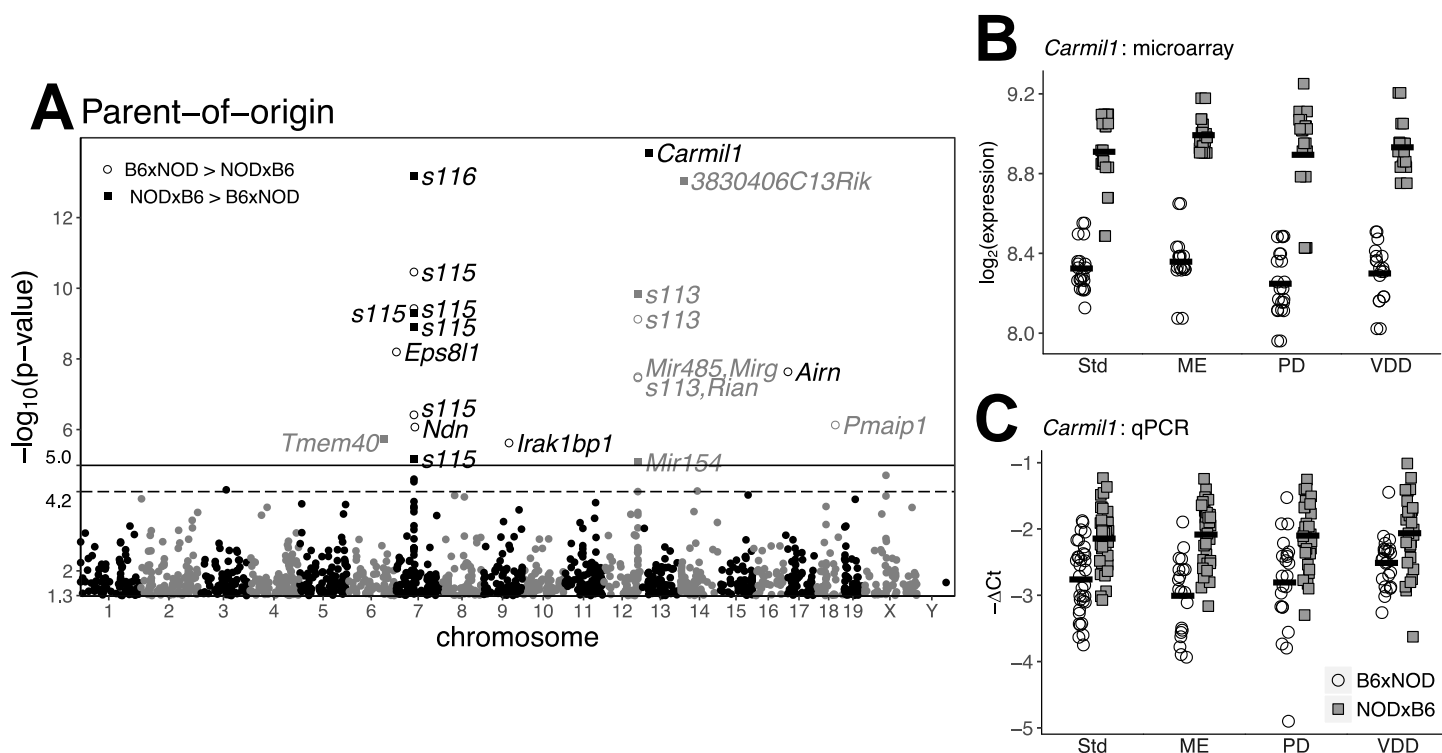 A Parent−of−origin
B6xNOD > NODxB6
NODxB6 > B6xNOD
−log10(p−value)
12
10
8
6
5.0
4.2
2
1.3
Carmil1
s116
3830406C13Rik
s115
s113
s115
s115
s113
s115
Eps8l1
Mir485,Mirg
Airn
s113,Rian
s115
Ndn
Pmaip1
Tmem40
Irak1bp1
s115
Mir154
1 2 3 4 5 6 7 8 9 10 11 12 13 14 15 16 17 18 19 X Y
chromosome
B Carmil1: microarray
log2(expression)
9.2
8.8
8.4
8.0
Std ME PD VDD
C Carmil1: qPCR
−ΔCt
−1
−2
−3
−4
−5
B6xNOD
NODxB6
Std ME PD VDD